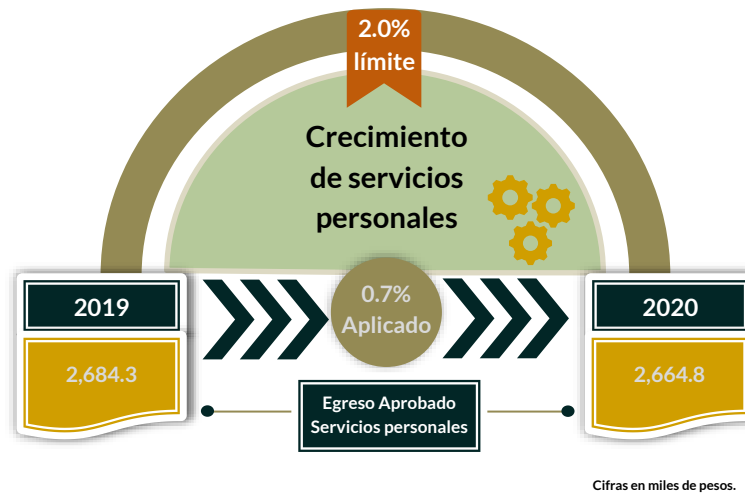 2.0%
límite
Crecimiento
de servicios
personales
2019
0.7%
Aplicado
2020
2,684.3
2,664.8
Egreso Aprobado
Servicios personales
Cifras en miles de pesos.